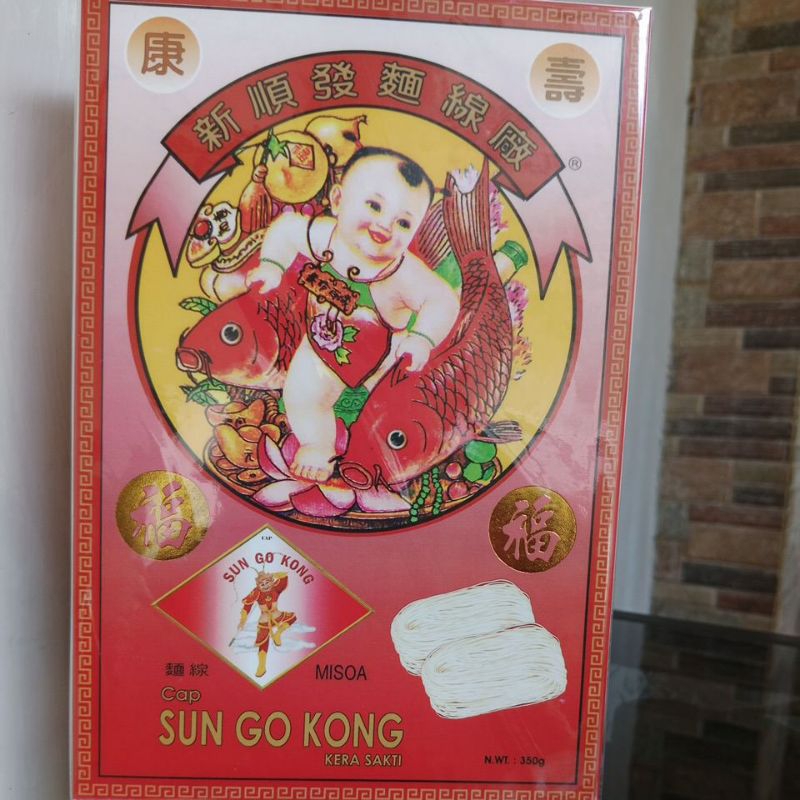 康
壽
新順發麵線廠
®
福
福
CAP
SUN GO KONG
麵線
MISOA
Cap
SUN GO KONG
KERA SAKTI
N.WT. : 350g